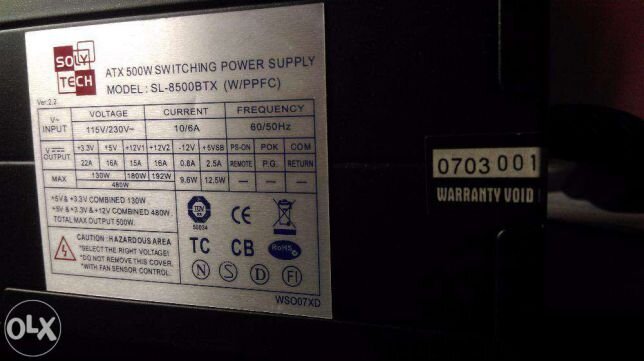 SOLY
TECH
ATX 500W SWITCHING POWER SUPPLY
MODEL: SL-8500BTX (W/PPFC)
Ver:2.2
V~ INPUT VOLTAGE CURRENT FREQUENCY
115V/230V~ 10/6A 60/50Hz
V OUTPUT +3.3V +5V +12V1 +12V2 -12V +5VSB PS-ON POK COM
22A 16A 15A 16A 0.8A 2.5A REMOTE P.G. RETURN
MAX 130W 180W 192W 9.6W 12.5W — — —
480W
+5V & +3.3V COMBINED 130W
+5V & +3.3V & +12V COMBINED 480W,
TOTAL MAX OUTPUT 500W.
CAUTION: HAZARDOUS AREA
*SELECT THE RIGHT VOLTAGE!
*DO NOT REMOVE THIS COVER.
*WITH FAN SENSOR CONTROL.
TUV
50034
CE
TC CB RoHS
N S D FI
WSO07XD
0703 001
WARRANTY VOID
OLX